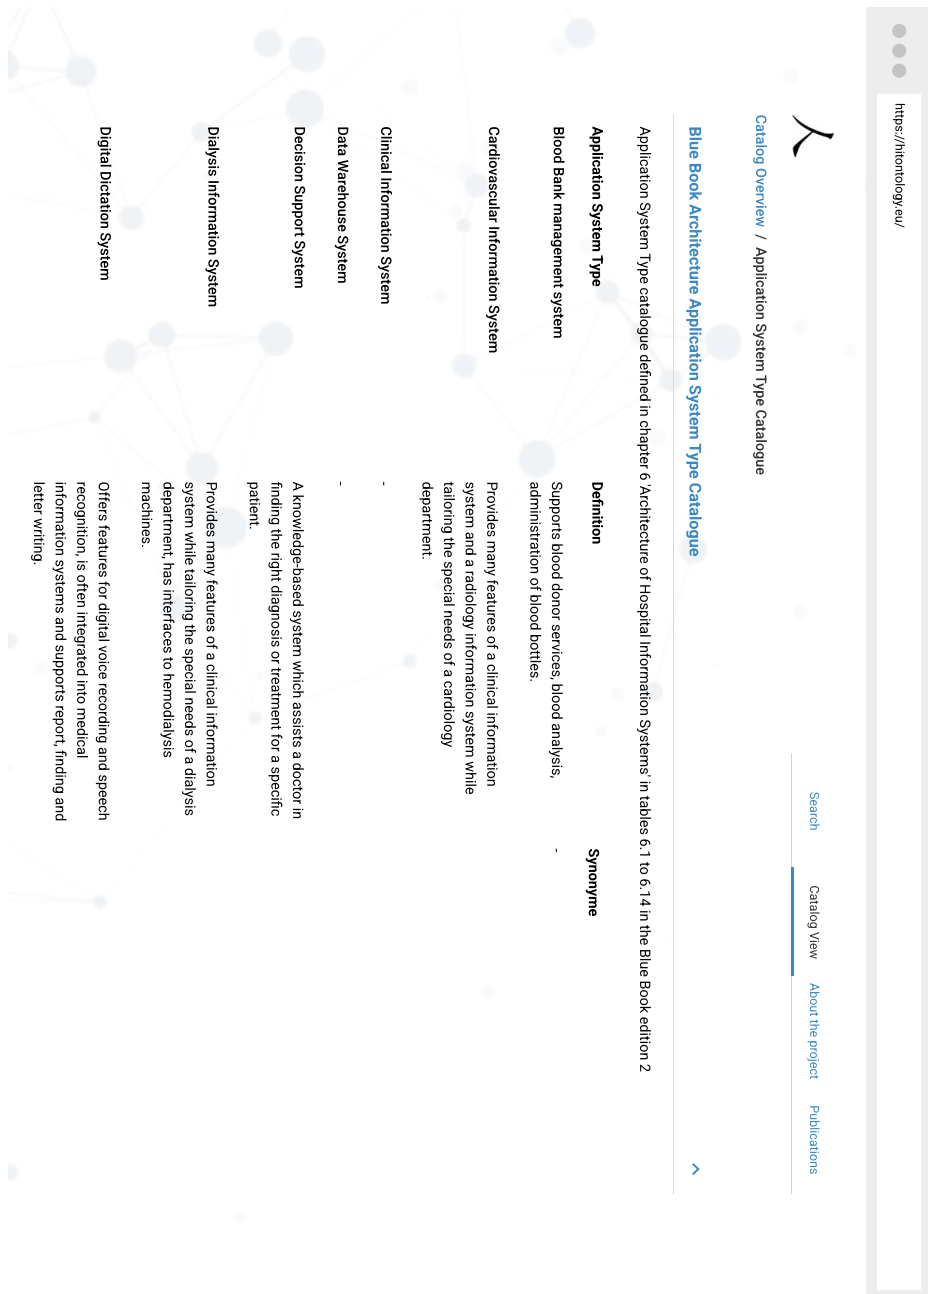 https://hitontology.eu/
Search Catalog View About the project Publications
Catalog Overview / Application System Type Catalogue
Blue Book Architecture Application System Type Catalogue
Application System Type catalogue defined in chapter 6 'Architecture of Hospital Information Systems' in tables 6.1 to 6.14 in the Blue Book edition 2
Application System Type Definition Synonyme
Blood Bank management system Supports blood donor services, blood analysis, -
administration of blood bottles.
Cardiovascular Information System Provides many features of a clinical information
system and a radiology information system while
tailoring the special needs of a cardiology
department.
Clinical Information System -
Data Warehouse System -
Decision Support System A knowledge-based system which assists a doctor in
finding the right diagnosis or treatment for a specific
patient.
Dialysis Information System Provides many features of a clinical information
system while tailoring the special needs of a dialysis
department, has interfaces to hemodialysis
machines.
Digital Dictation System Offers features for digital voice recording and speech
recognition, is often integrated into medical
information systems and supports report, finding and
letter writing.